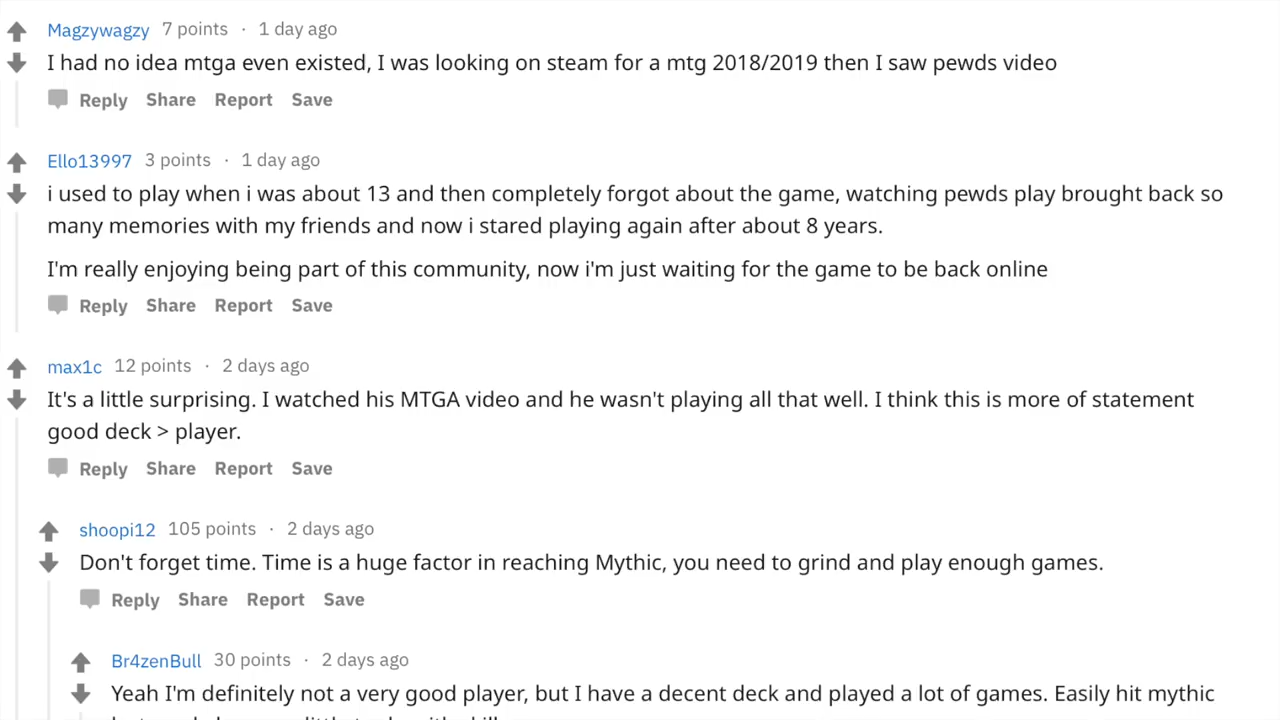 Magzywagzy 7 points · 1 day ago
I had no idea mtga even existed, I was looking on steam for a mtg 2018/2019 then I saw pewds video
Reply Share Report Save
Ello13997 3 points · 1 day ago
i used to play when i was about 13 and then completely forgot about the game, watching pewds play brought back so
many memories with my friends and now i stared playing again after about 8 years.
I'm really enjoying being part of this community, now i'm just waiting for the game to be back online
Reply Share Report Save
max1c 12 points · 2 days ago
It's a little surprising. I watched his MTGA video and he wasn't playing all that well. I think this is more of statement
good deck > player.
Reply Share Report Save
shoopi12 105 points · 2 days ago
Don't forget time. Time is a huge factor in reaching Mythic, you need to grind and play enough games.
Reply Share Report Save
Br4zenBull 30 points · 2 days ago
Yeah I'm definitely not a very good player, but I have a decent deck and played a lot of games. Easily hit mythic